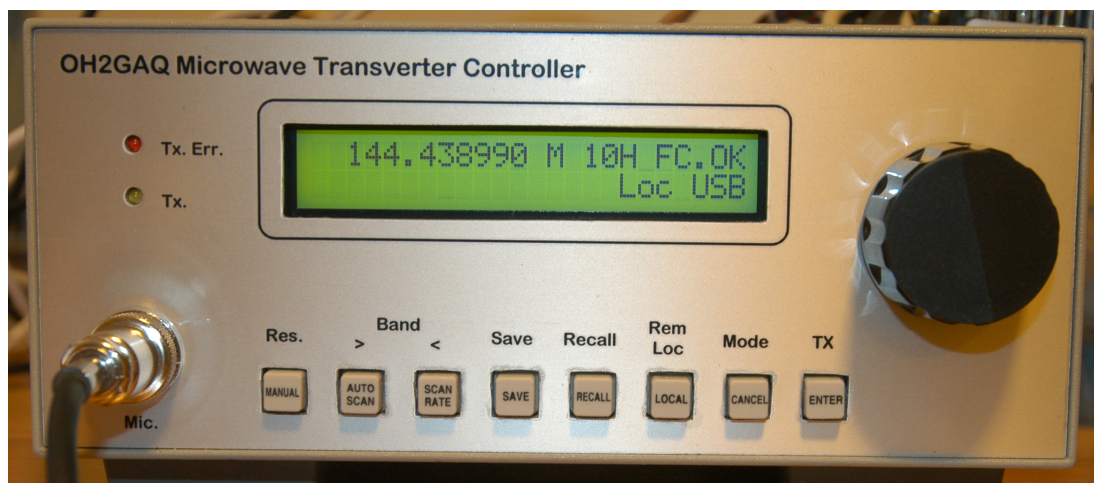 OH2GAQ Microwave Transverter Controller
Tx. Err.
Tx.
144.438990 M 10H FC.OK
Loc USB
Mic.
Res.
Band
> <
Save
Recall
Rem
Loc
Mode
TX
MANUAL
AUTO
SCAN
SCAN
RATE
SAVE
RECALL
LOCAL
CANCEL
ENTER